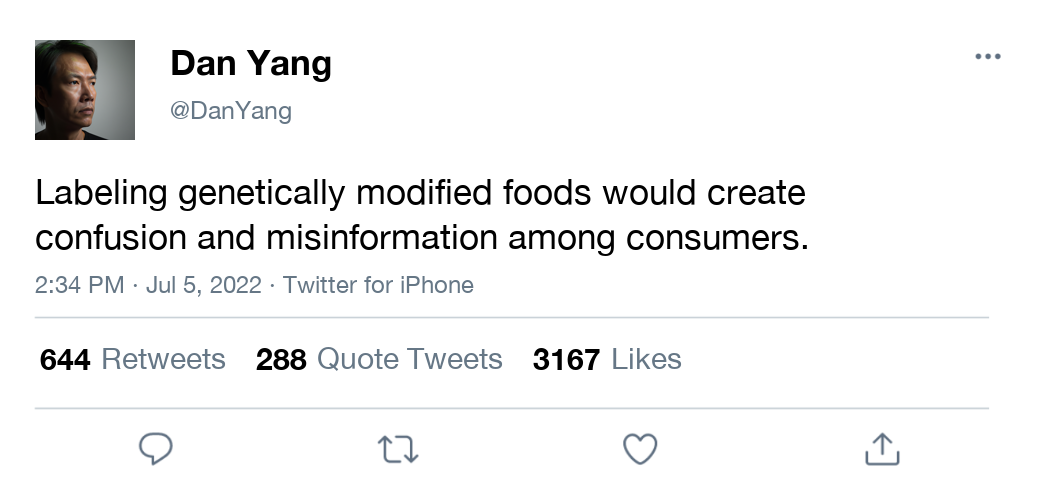 Dan Yang
@DanYang
Labeling genetically modified foods would create
confusion and misinformation among consumers.
2:34 PM · Jul 5, 2022 · Twitter for iPhone
644 Retweets 288 Quote Tweets 3167 Likes